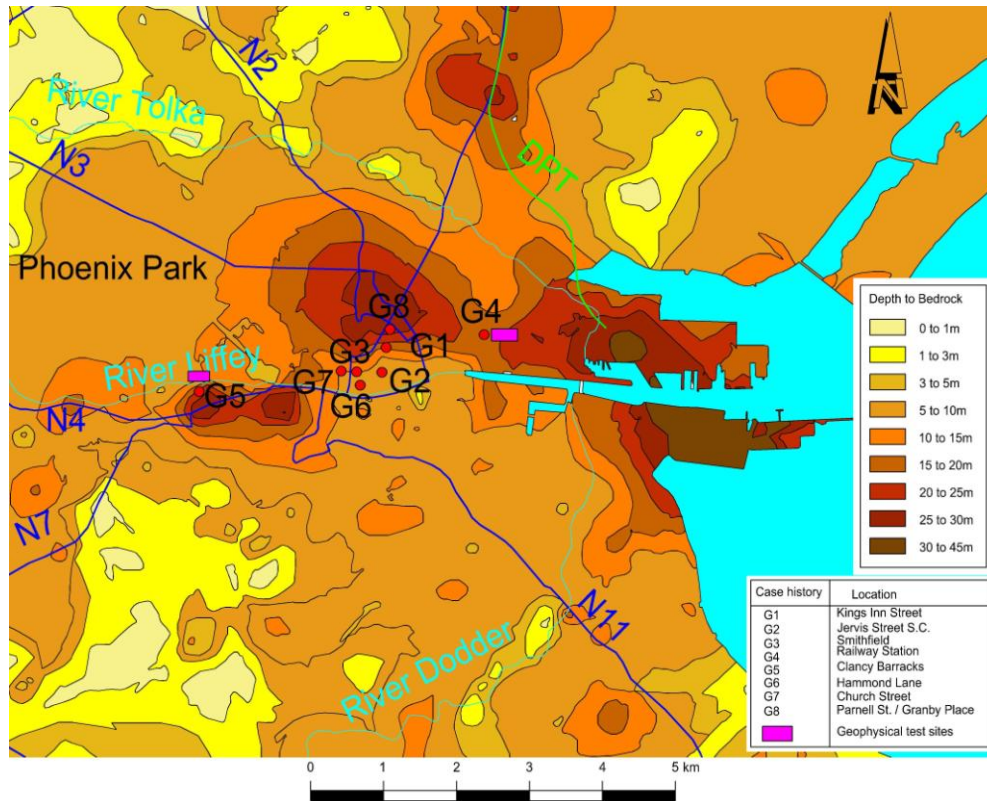 N2
River Tolka
N3
DPT
N
Phoenix Park
G8
G4
G3
G1
River Liffey
G7
G2
G5
G6
N4
N7
N11
River Dodder
Depth to Bedrock
0 to 1m
1 to 3m
3 to 5m
5 to 10m
10 to 15m
15 to 20m
20 to 25m
25 to 30m
30 to 45m
Case history Location
G1 Kings Inn Street
G2 Jervis Street S.C.
G3 Smithfield
G4 Railway Station
G5 Clancy Barracks
G6 Hammond Lane
G7 Church Street
G8 Parnell St. / Granby Place
Geophysical test sites
0 1 2 3 4 5 km